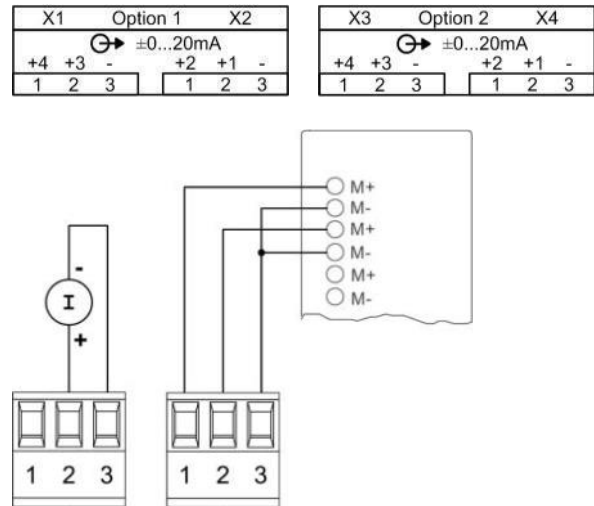 X1 Option 1 X2
±0...20mA
+4 +3 - +2 +1 -
1 2 3 1 2 3
X3 Option 2 X4
±0...20mA
+4 +3 - +2 +1 -
1 2 3 1 2 3
M+
M-
M+
M-
M+
M-
-
I
+
1 2 3 1 2 3